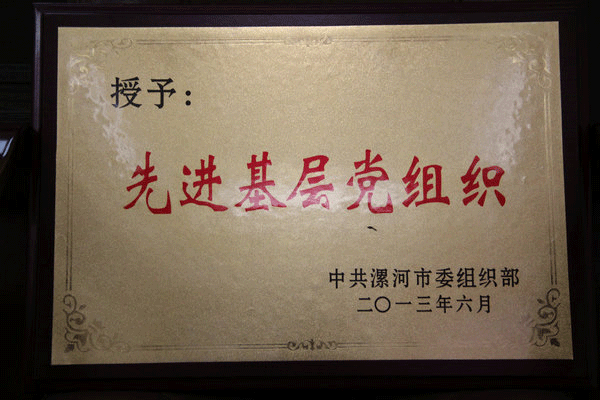 授予：
先进基层党组织
中共漯河市委组织部
二〇一三年六月